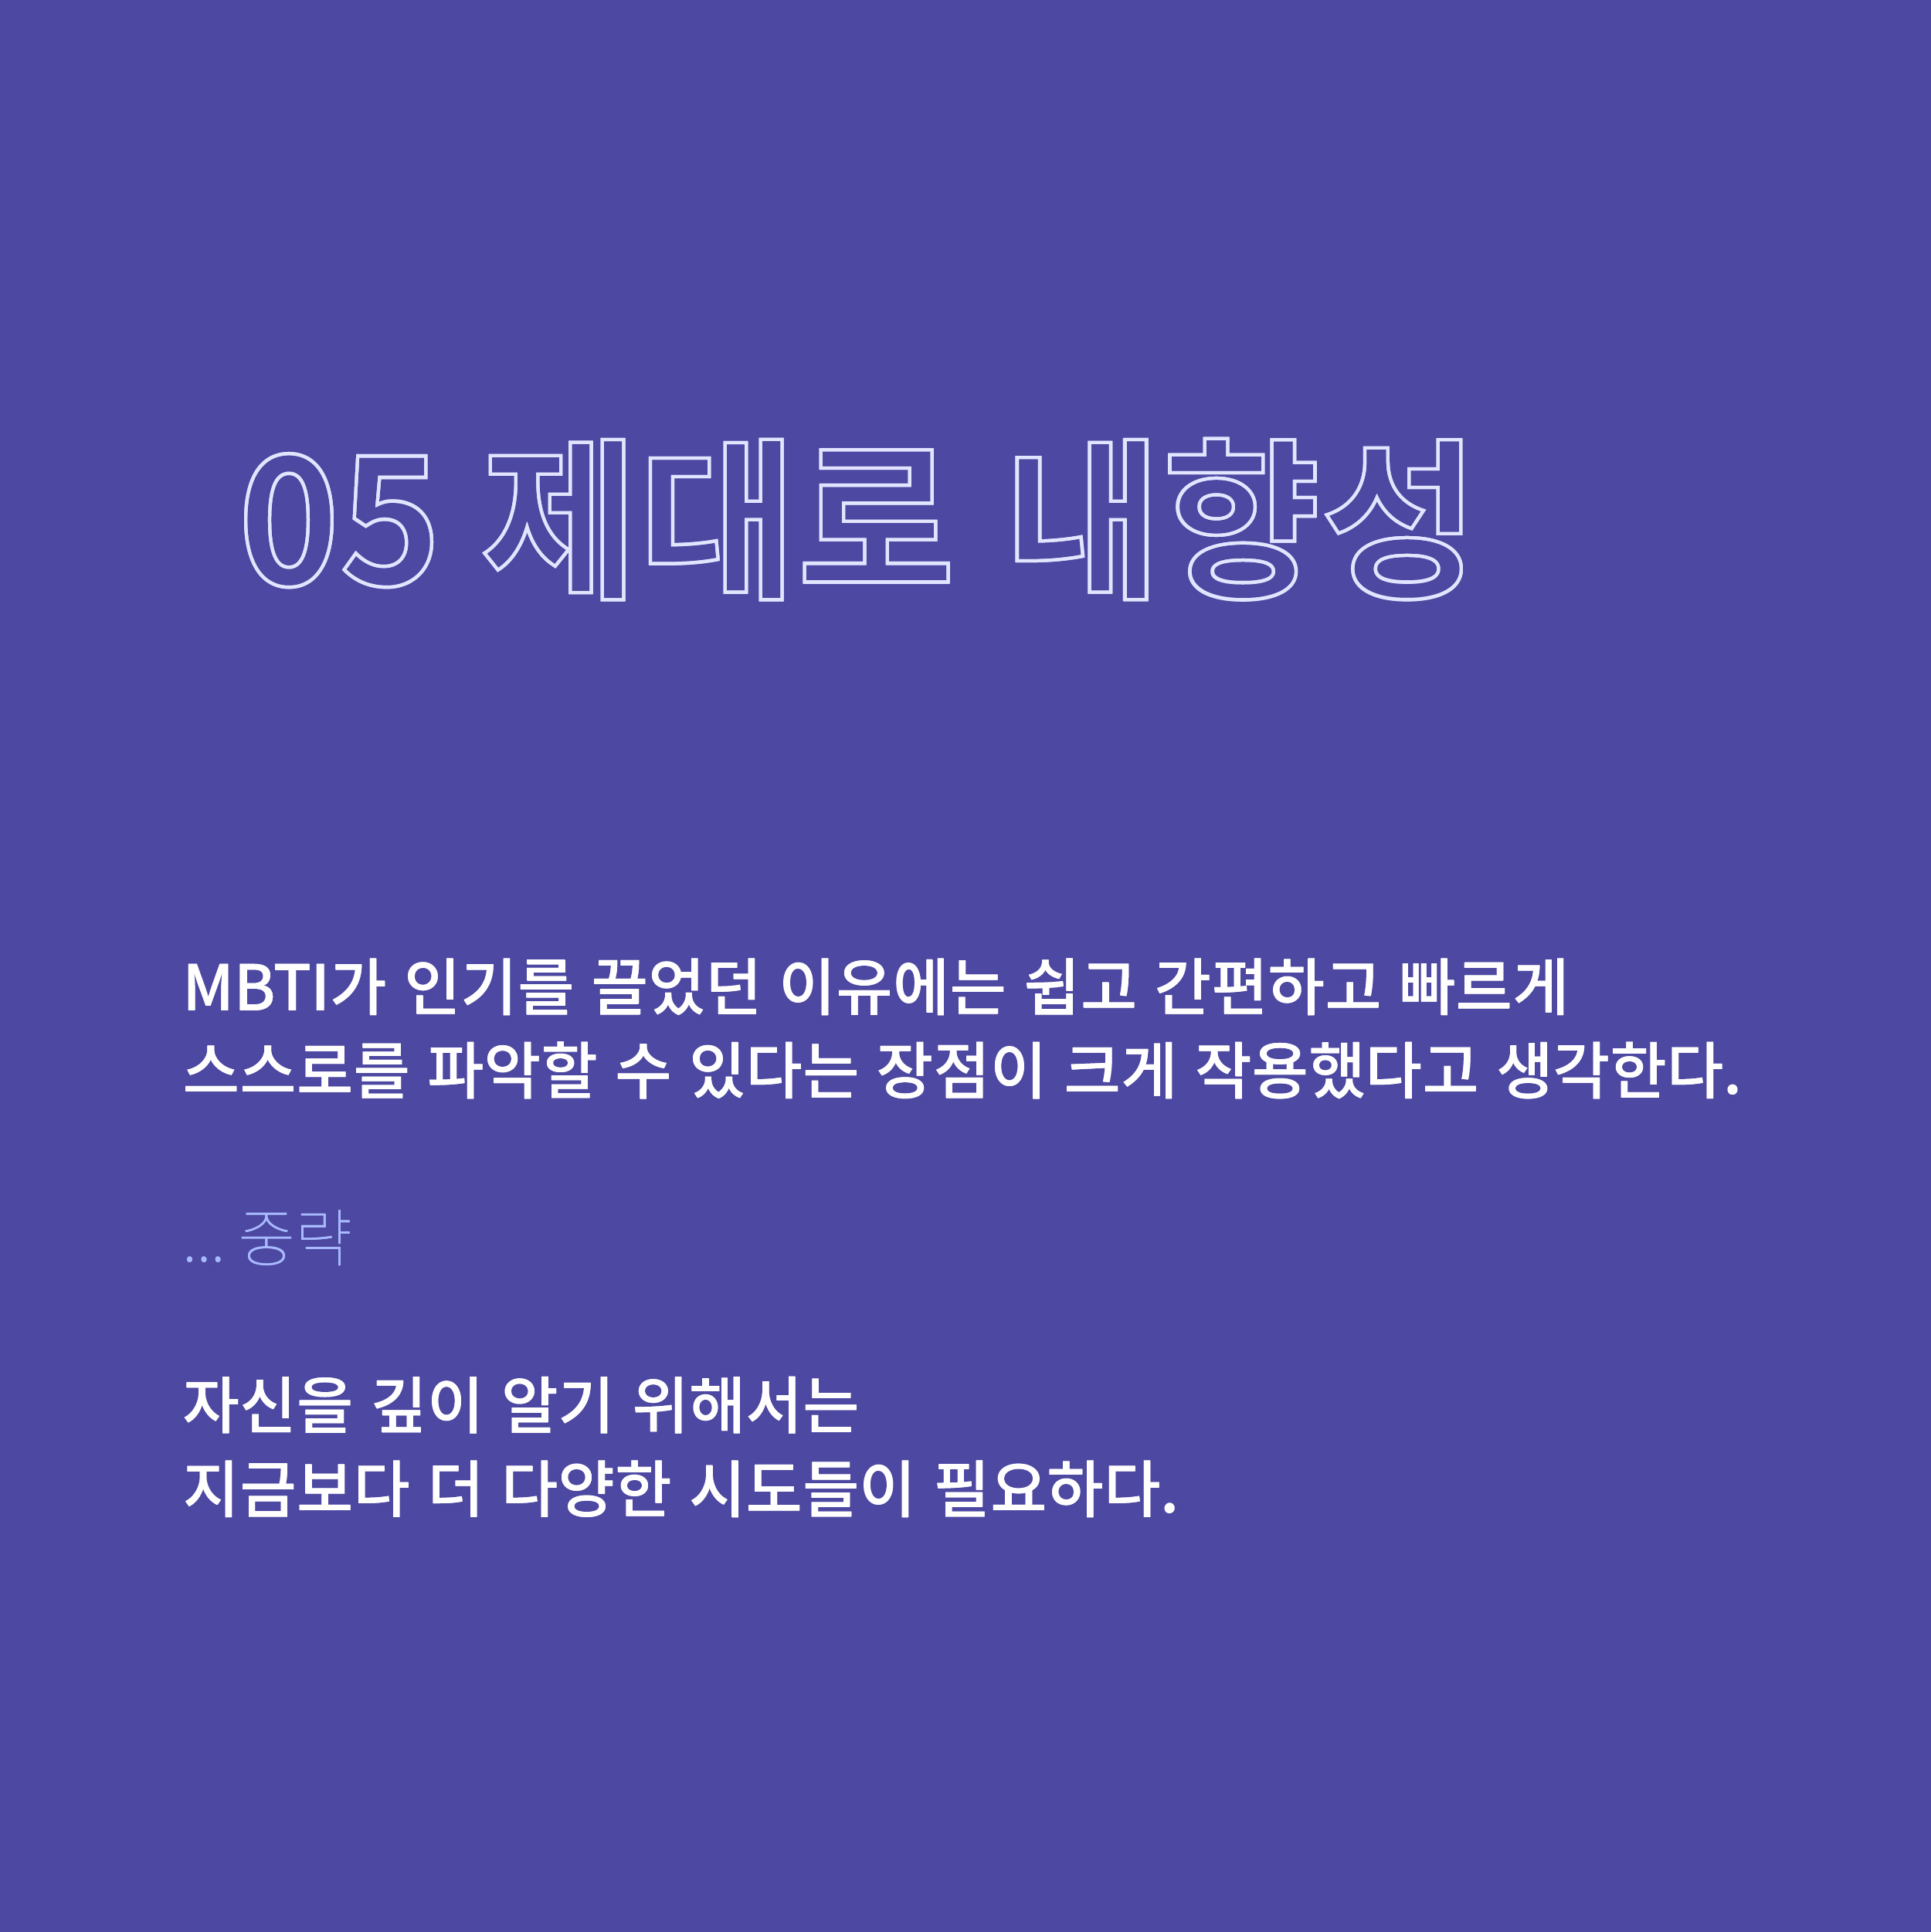 05 제대로 내향성
MBTI가 인기를 끌었던 이유에는 쉽고 간편하고 빠르게
스스로를 파악할 수 있다는 강점이 크게 작용했다고 생각한다.
... 중략
자신을 깊이 알기 위해서는
지금보다 더 다양한 시도들이 필요하다.